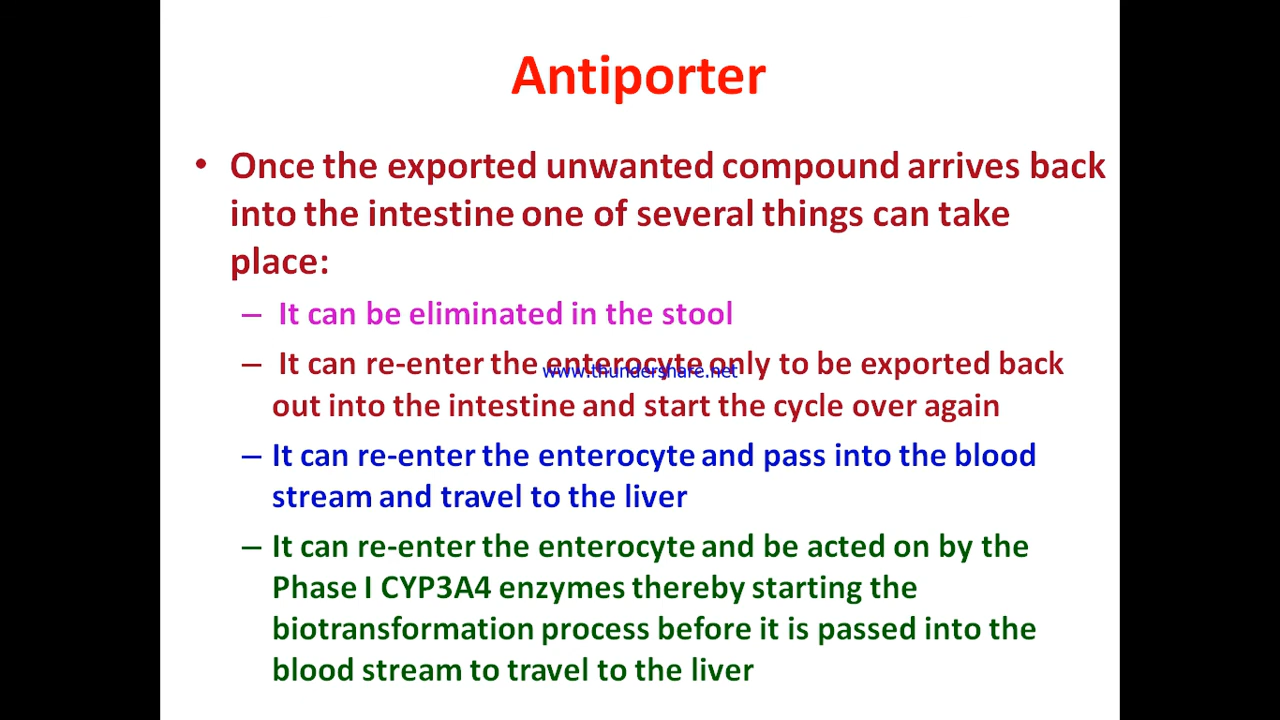 Antiporter
• Once the exported unwanted compound arrives back
into the intestine one of several things can take
place:
– It can be eliminated in the stool
– It can re-enter the enterocyte only to be exported back
www.thundershare.net
out into the intestine and start the cycle over again
– It can re-enter the enterocyte and pass into the blood
stream and travel to the liver
– It can re-enter the enterocyte and be acted on by the
Phase I CYP3A4 enzymes thereby starting the
biotransformation process before it is passed into the
blood stream to travel to the liver